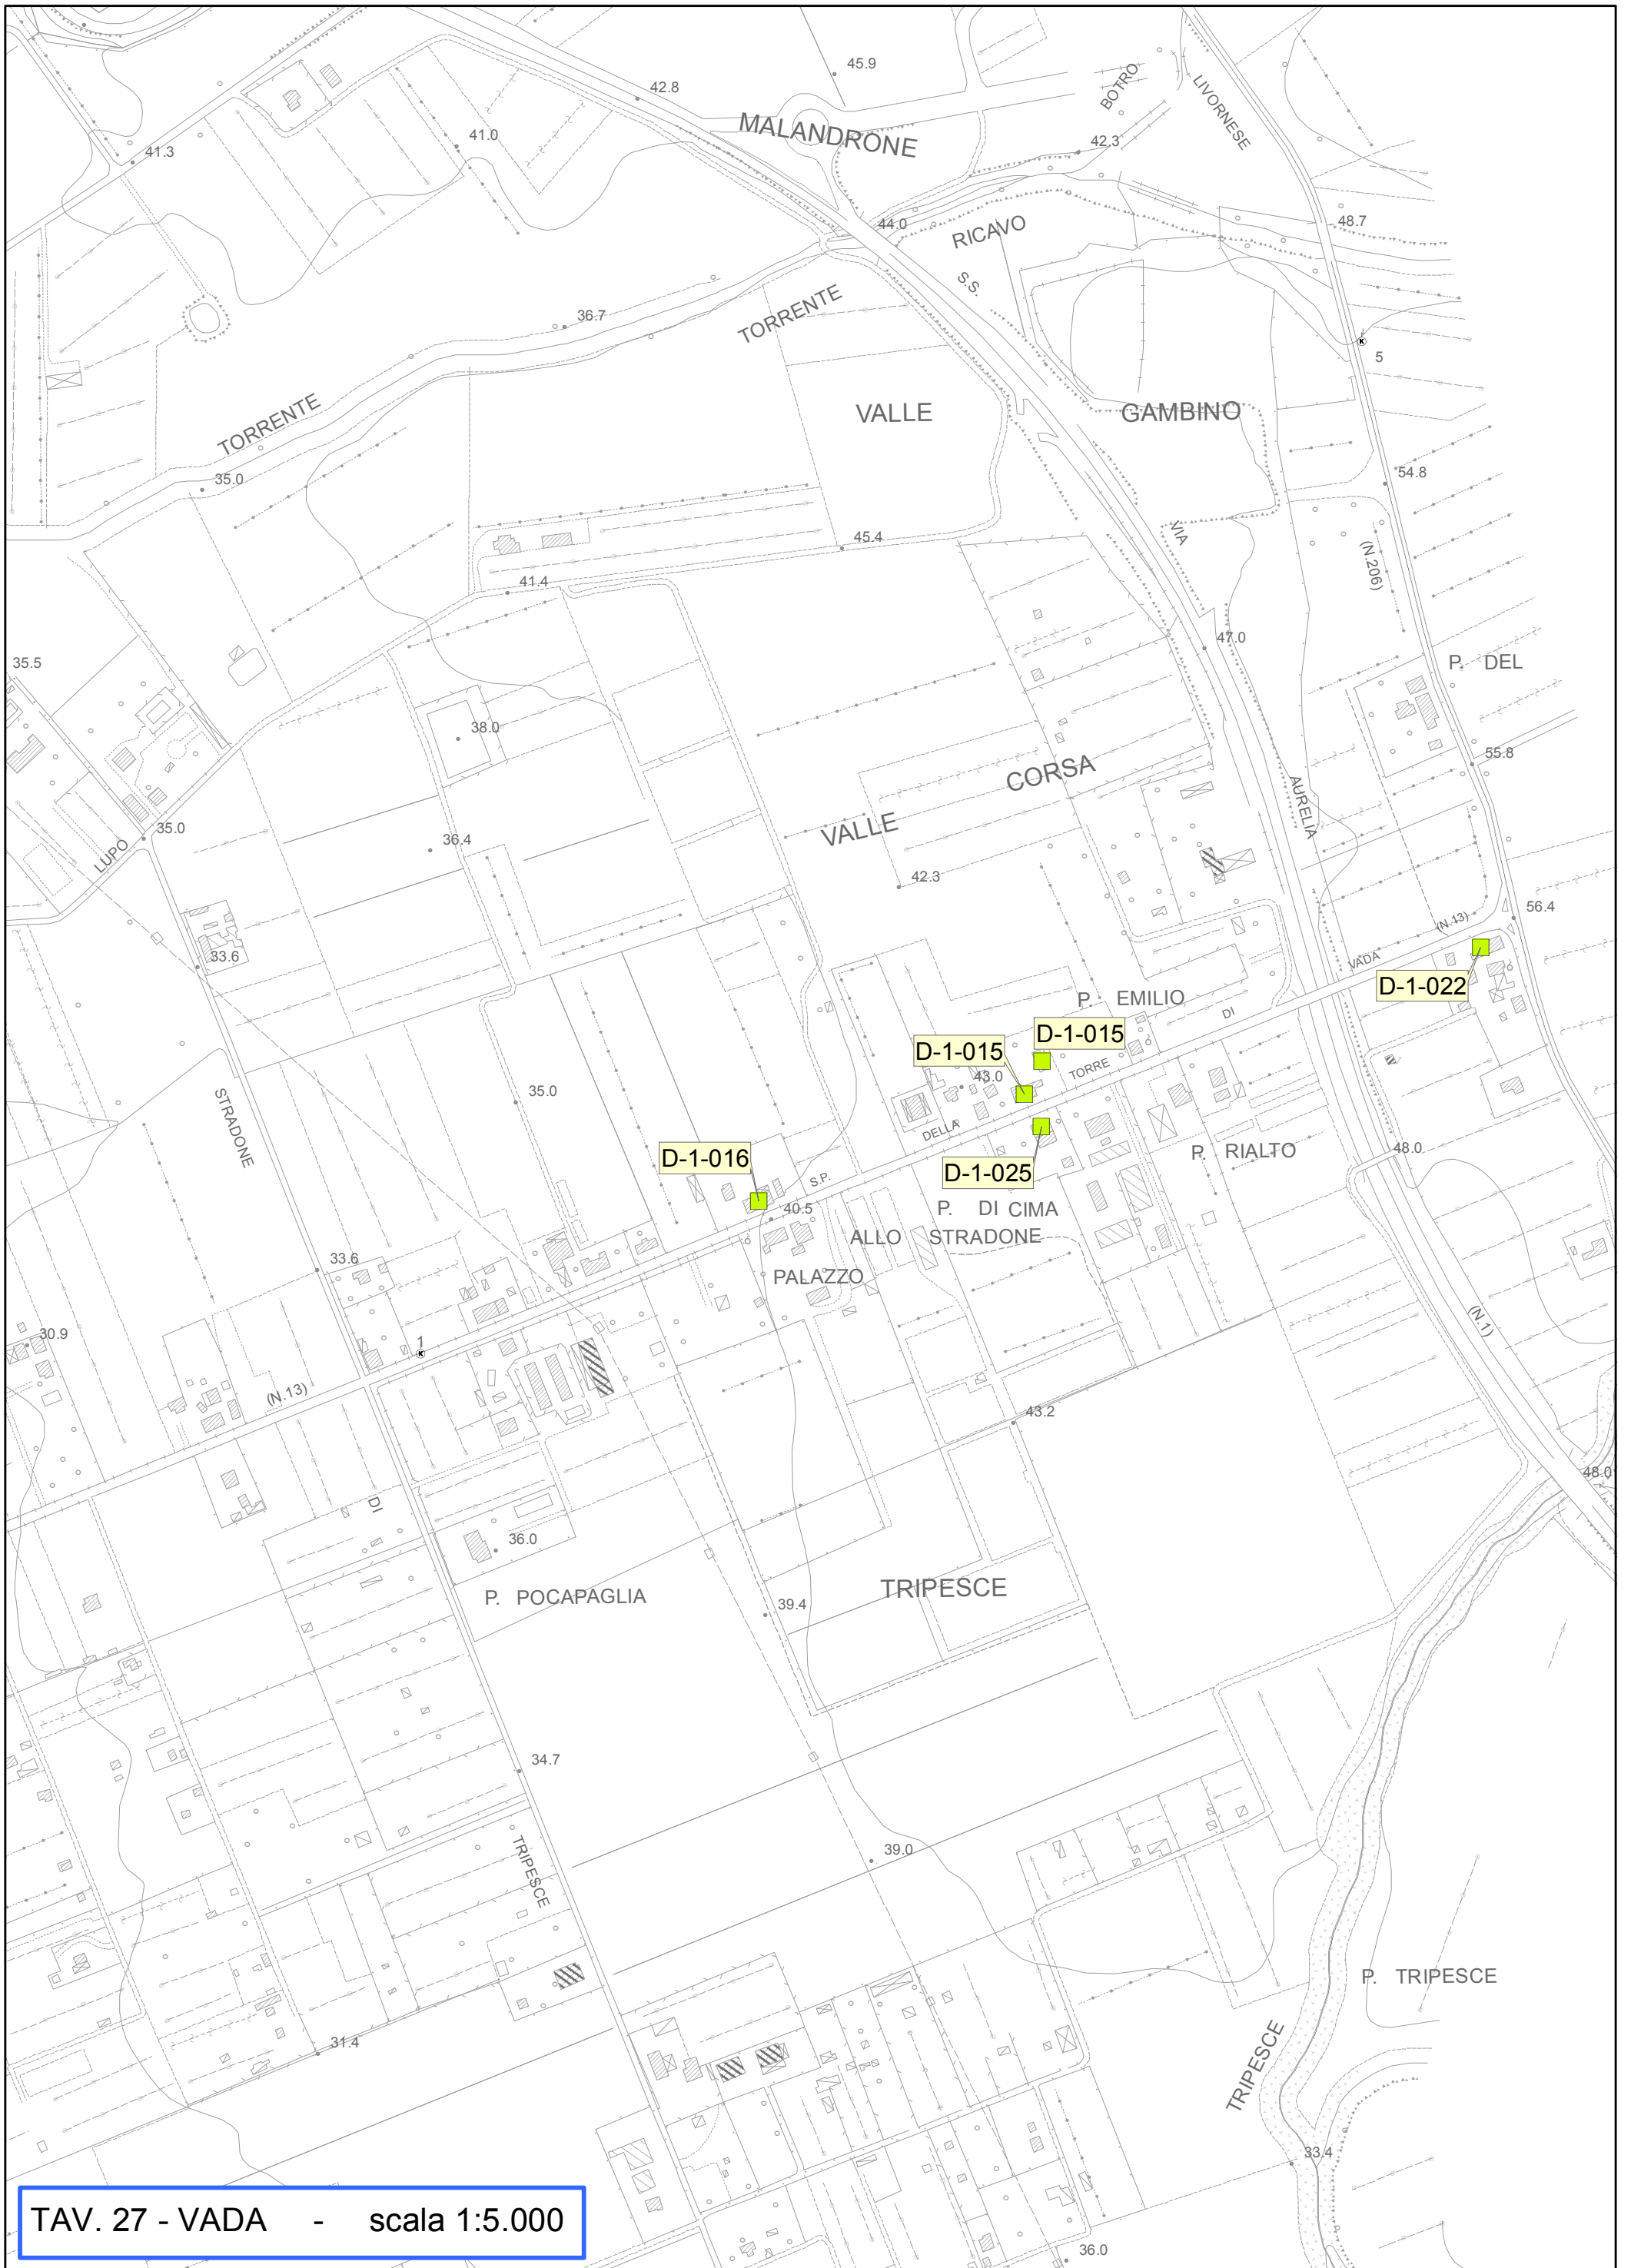 45.9
42.8
BOTRO
LIVORNESE
MALANDRONE
41.0
42.3
41.3
44.0
48.7
RICAVO
S.S.
36.7
TORRENTE
5
VALLE
GAMBINO
TORRENTE
35.0
54.8
VIA
45.4
(N.206)
41.4
47.0
35.5
P. DEL
38.0
55.8
CORSA
AURELIA
VALLE
35.0
36.4
LUPO
42.3
56.4
(N.13)
33.6
VADA
D-1-022
P. EMILIO
DI
D-1-015
D-1-015
43.0
TORRE
35.0
STRADONE
DELLA
48.0
P. RIALTO
D-1-016
D-1-025
S.P.
40.5
P. DI CIMA
ALLO STRADONE
33.6
PALAZZO
30.9
1
(N.1)
(N.13)
43.2
48.0
DI
36.0
P. POCAPAGLIA
TRIPESCE
39.4
34.7
39.0
TRIPESCE
P. TRIPESCE
31.4
TRIPESCE
33.4
TAV. 27 - VADA - scala 1:5.000
36.0